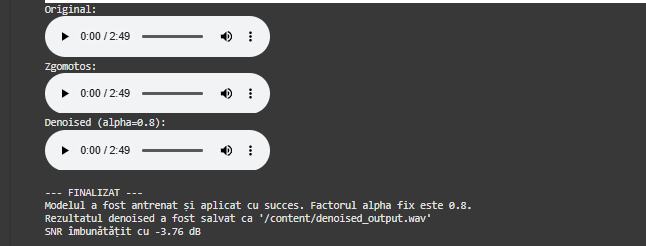 Original:
0:00 / 2:49
Zgomotos:
0:00 / 2:49
Denoised (alpha=0.8):
0:00 / 2:49
--- FINALIZAT ---
Modelul a fost antrenat și aplicat cu succes. Factorul alpha fix este 0.8.
Rezultatul denoised a fost salvat ca '/content/denoised_output.wav'
SNR îmbunătățit cu -3.76 dB